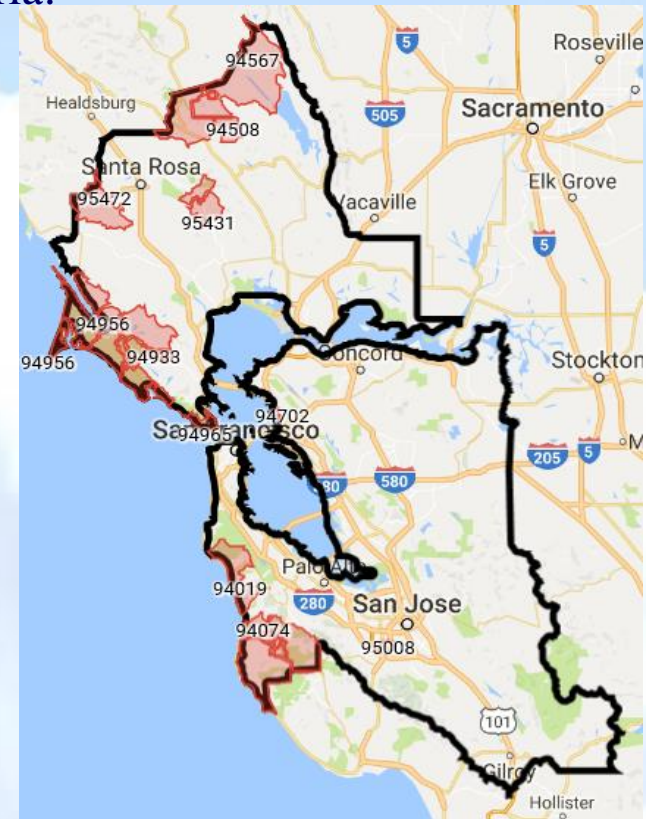 94567
5
Roseville
Healdsburg
94508
505
Sacramento
Santa Rosa
Elk Grove
95472
Vacaville
95431
5
94956
94933
94956
Concord
Stockton
94702
94965
San Francisco
205
5
M
80
580
Palo Alto
94019
280
San Jose
94074
95008
101
Gilroy
Hollister